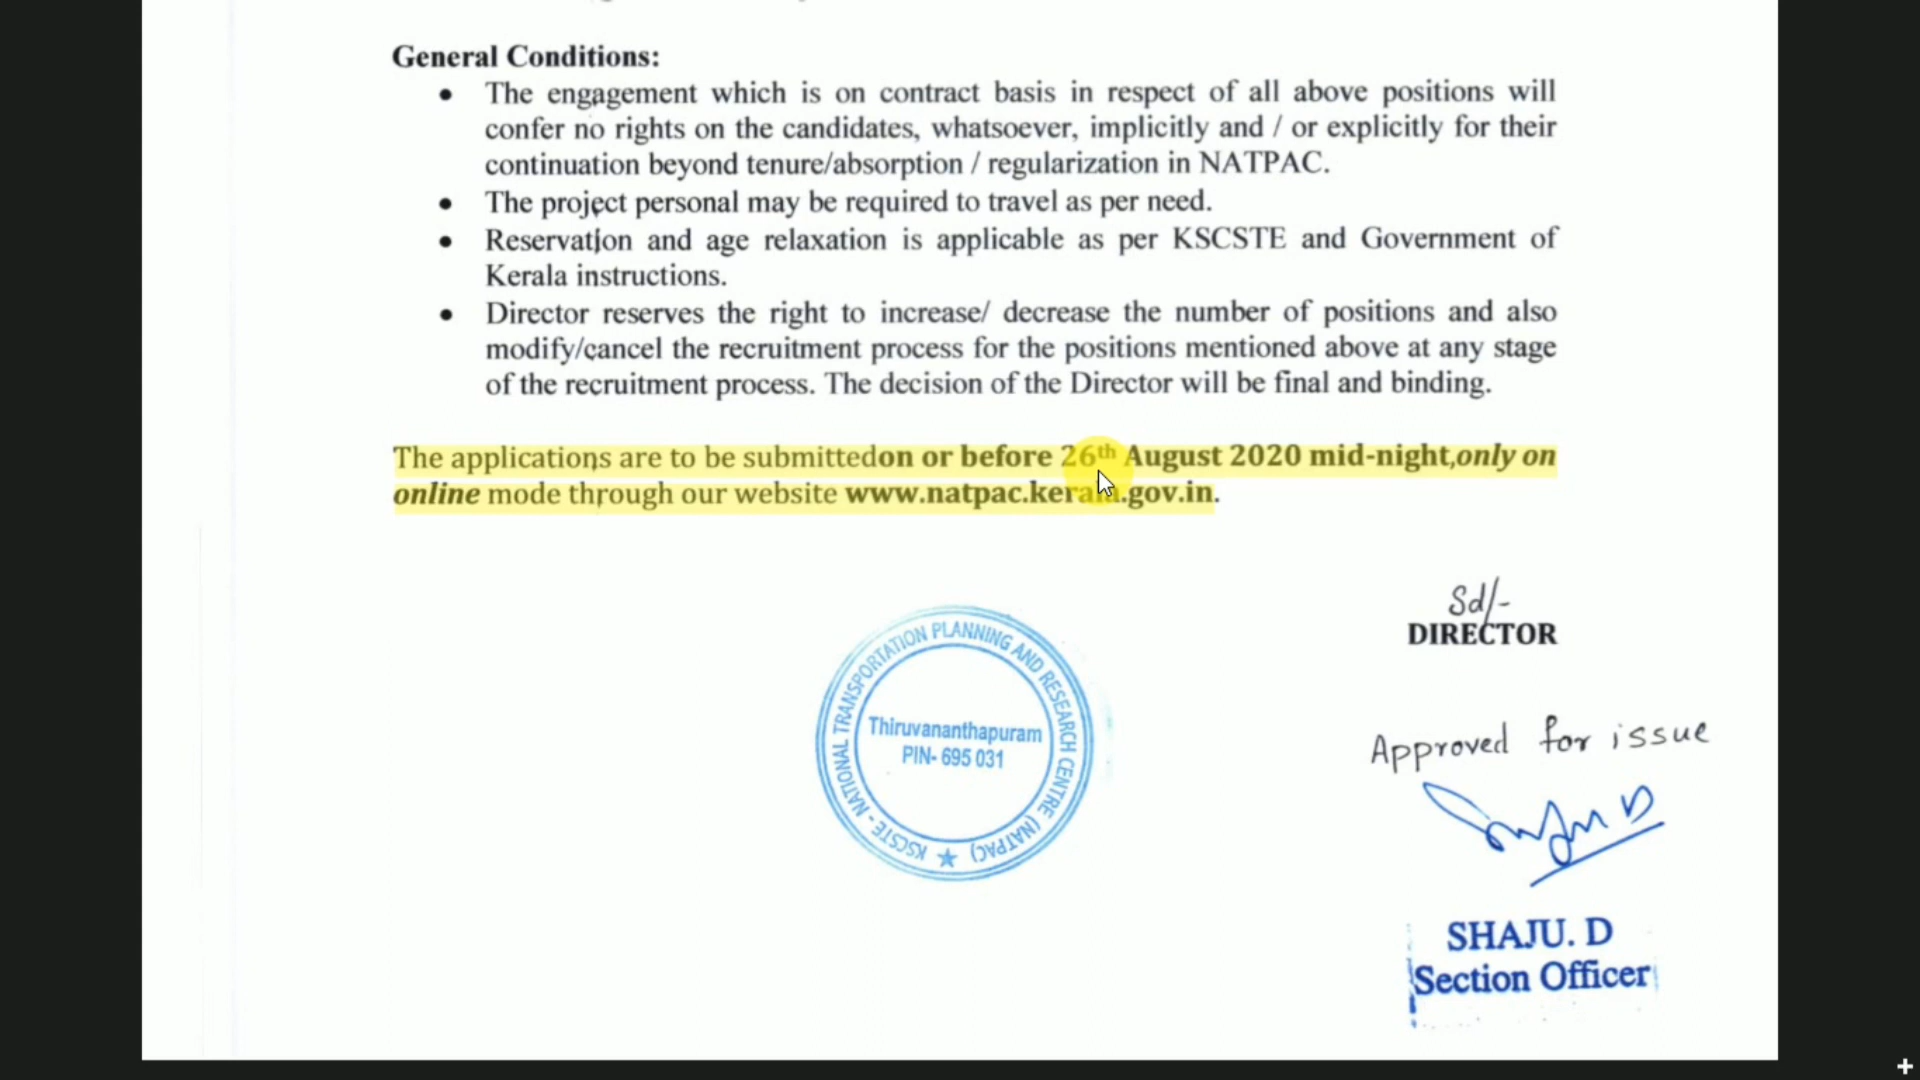 General Conditions:
• The engagement which is on contract basis in respect of all above positions will
confer no rights on the candidates, whatsoever, implicitly and / or explicitly for their
continuation beyond tenure/absorption / regularization in NATPAC.
• The project personal may be required to travel as per need.
• Reservation and age relaxation is applicable as per KSCSTE and Government of
Kerala instructions.
• Director reserves the right to increase/ decrease the number of positions and also
modify/cancel the recruitment process for the positions mentioned above at any stage
of the recruitment process. The decision of the Director will be final and binding.
The applications are to be submittedon or before 26th August 2020 mid-night,only on
online mode through our website www.natpac.kerala.gov.in.
Sd/-
DIRECTOR
KSCSTE - NATIONAL TRANSPORTATION PLANNING AND RESEARCH CENTRE (NATPAC)
Thiruvananthapuram
PIN- 695 031
Approved for issue
SHAJU. D
Section Officer